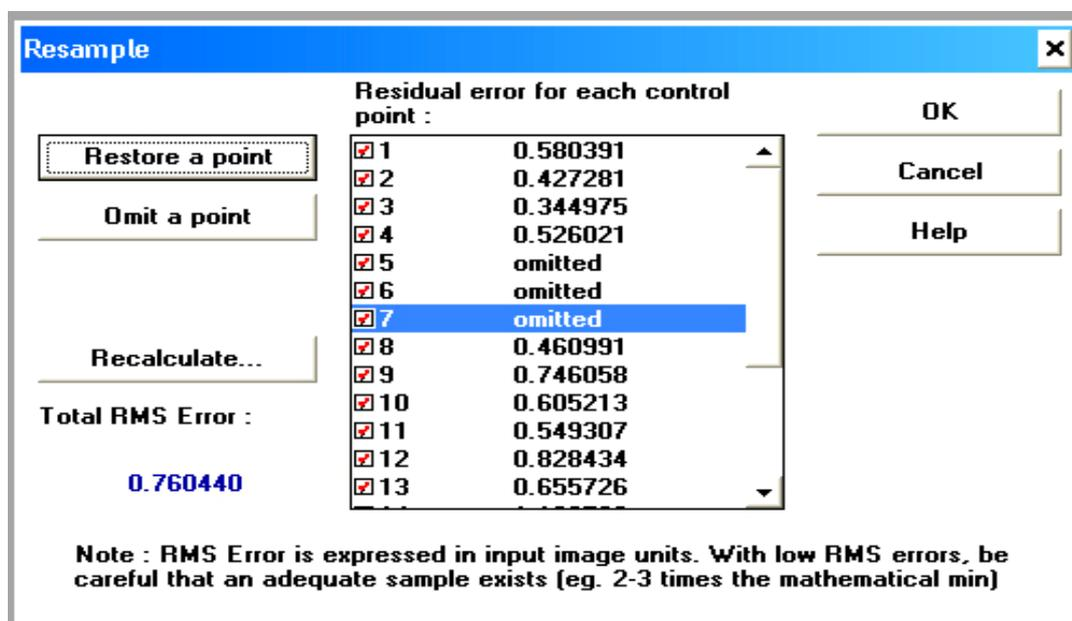 Resample
Residual error for each control
point :
Restore a point
Omit a point
Recalculate...
Total RMS Error :
0.760440
1 0.580391
2 0.427281
3 0.344975
4 0.526021
5 omitted
6 omitted
7 omitted
8 0.460991
9 0.746058
10 0.605213
11 0.549307
12 0.828434
13 0.655726
OK
Cancel
Help
Note : RMS Error is expressed in input image units. With low RMS errors, be
careful that an adequate sample exists (eg. 2-3 times the mathematical min)